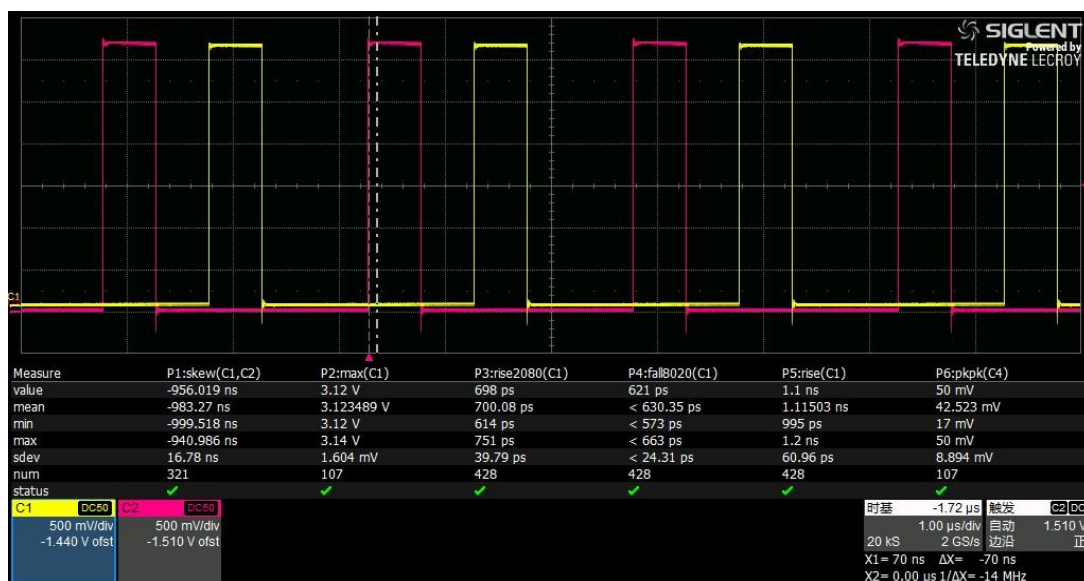 SIGLENT
Powered by
TELEDYNE LECROY
C1
Measure P1:skew(C1,C2) P2:max(C1) P3:rise2080(C1) P4:fall8020(C1) P5:rise(C1) P6:pkpk(C4)
value -956.019 ns 3.12 V 698 ps 621 ps 1.1 ns 50 mV
mean -983.27 ns 3.123489 V 700.08 ps < 630.35 ps 1.11503 ns 42.523 mV
min -999.518 ns 3.12 V 614 ps < 573 ps 995 ps 17 mV
max -940.986 ns 3.14 V 751 ps < 663 ps 1.2 ns 50 mV
sdev 16.78 ns 1.604 mV 39.79 ps < 24.31 ps 60.96 ps 8.894 mV
num 321 107 428 428 428 107
status
C1 DC50 C2 DC50 时基 -1.72 µs 触发 C2 DC
500 mV/div 500 mV/div 1.00 µs/div 自动 1.510 V
-1.440 V ofst -1.510 V ofst 20 kS 2 GS/s 边沿 正
X1= 70 ns ΔX= -70 ns
X2= 0.00 µs 1/ΔX= -14 MHz